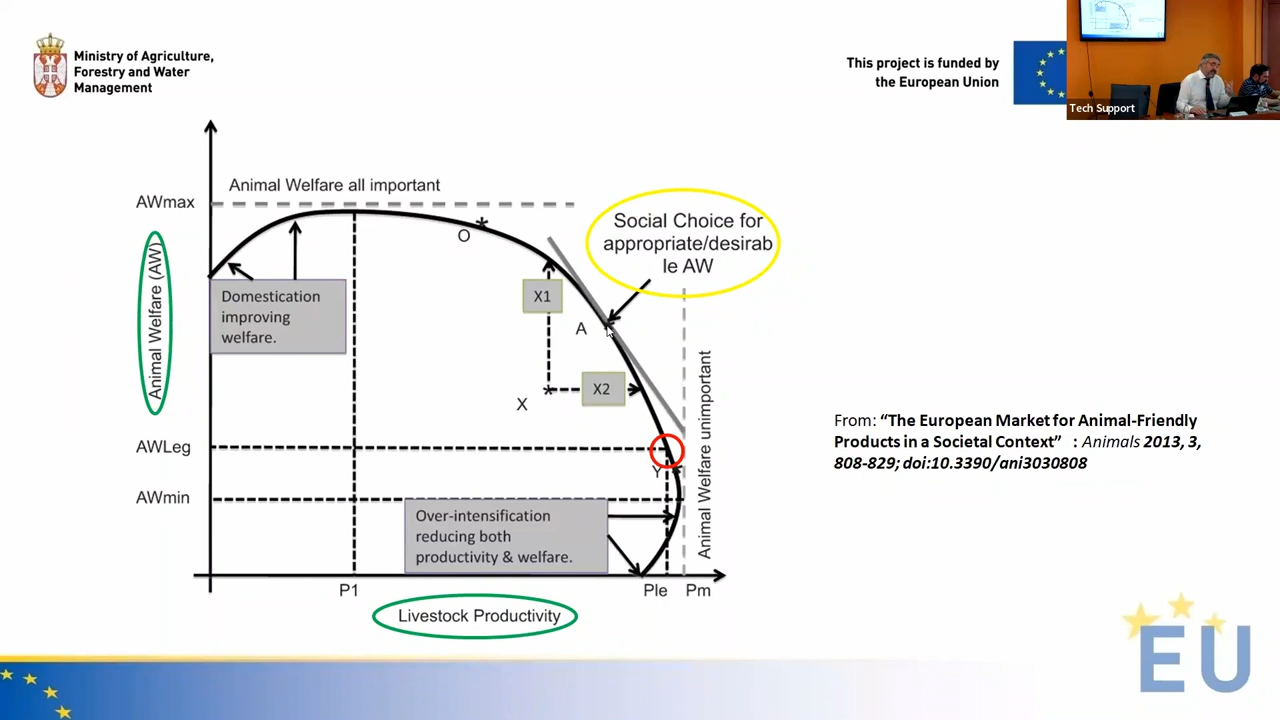 Ministry of Agriculture,
Forestry and Water
Management
This project is funded by
the European Union
Tech Support
Animal Welfare all important
AWmax
O
Social Choice for
appropriate/desirab
le AW
Animal Welfare (AW)
Domestication
improving
welfare.
X1
A
X2
X
Animal Welfare unimportant
From: “The European Market for Animal-Friendly
Products in a Societal Context” : Animals 2013, 3,
808-829; doi:10.3390/ani3030808
AWLeg
Y
AWmin
Over-intensification
reducing both
productivity & welfare.
P1
Ple
Pm
Livestock Productivity
EU